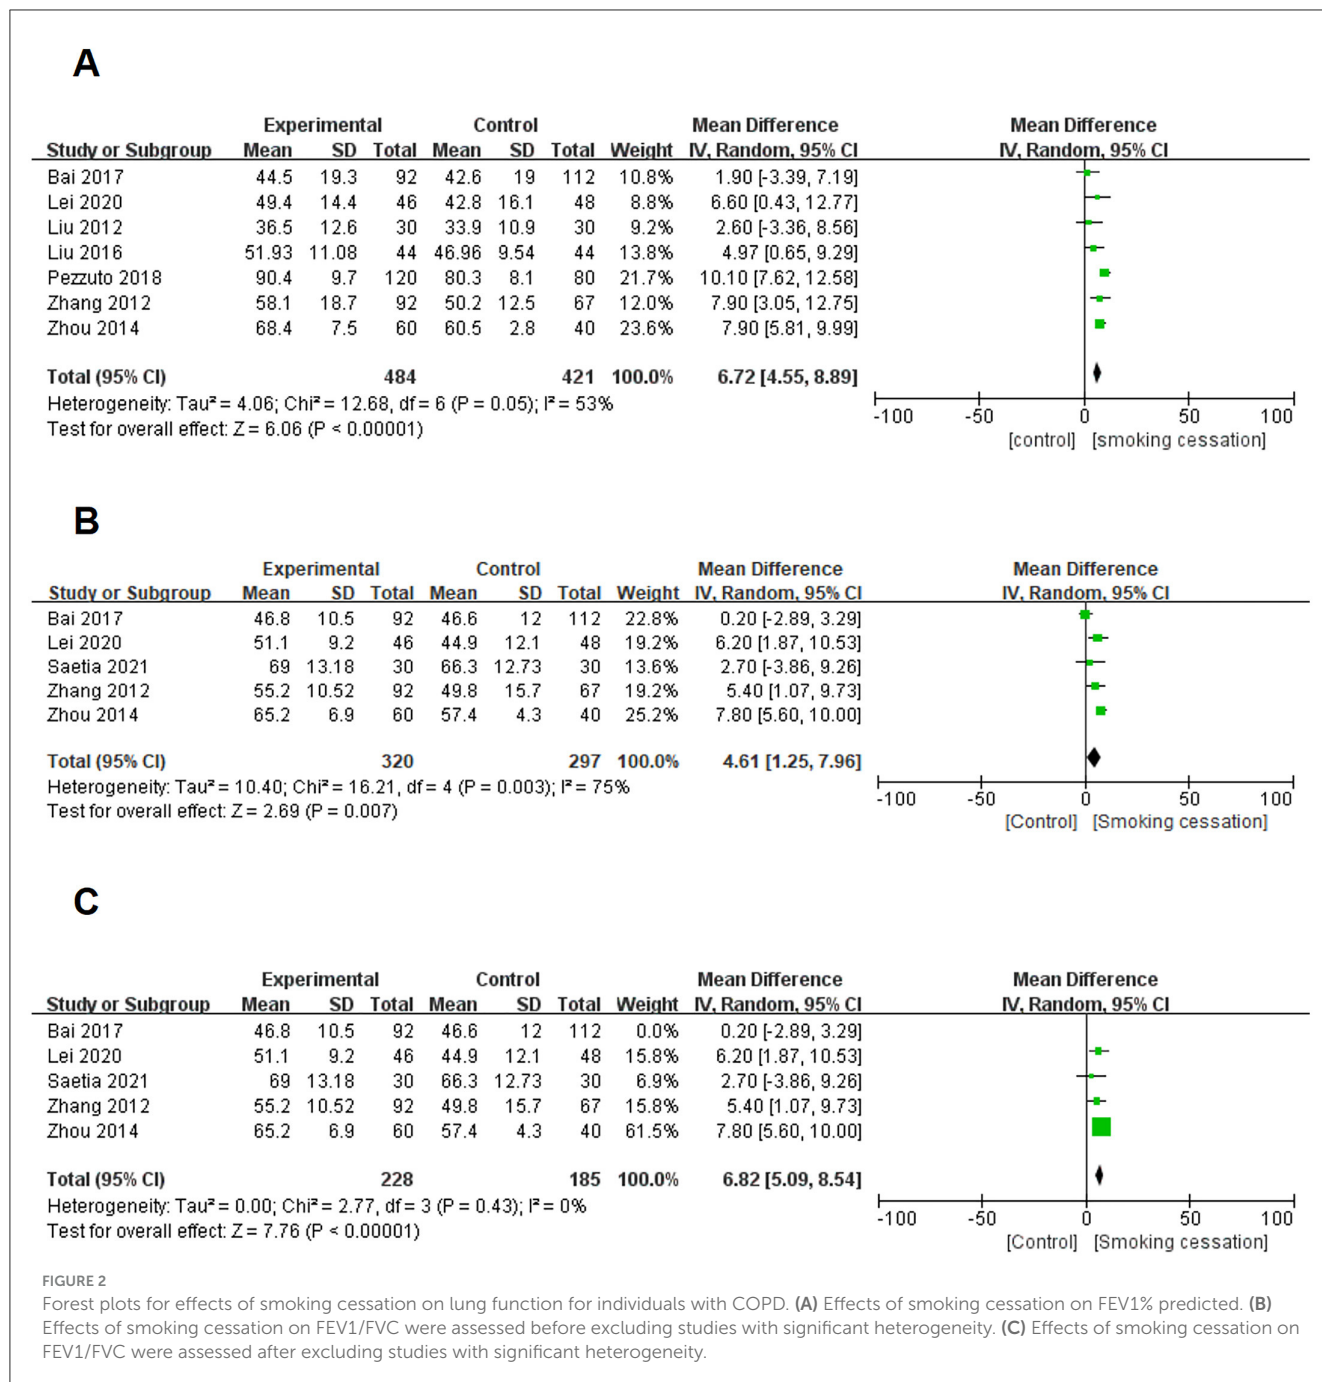 A
Experimental Control Mean Difference Mean Difference
Study or Subgroup Mean SD Total Mean SD Total Weight IV, Random, 95% CI IV, Random, 95% CI
Bai 2017 44.5 19.3 92 42.6 19 112 10.8% 1.90 [-3.39, 7.19]
Lei 2020 49.4 14.4 46 42.8 16.1 48 8.8% 6.60 [0.43, 12.77]
Liu 2012 36.5 12.6 30 33.9 10.9 30 9.2% 2.60 [-3.36, 8.56]
Liu 2016 51.93 11.08 44 46.96 9.54 44 13.8% 4.97 [0.65, 9.29]
Pezzuto 2018 90.4 9.7 120 80.3 8.1 80 21.7% 10.10 [7.62, 12.58]
Zhang 2012 58.1 18.7 92 50.2 12.5 67 12.0% 7.90 [3.05, 12.75]
Zhou 2014 68.4 7.5 60 60.5 2.8 40 23.6% 7.90 [5.81, 9.99]
Total (95% CI) 484 421 100.0% 6.72 [4.55, 8.89]
Heterogeneity: Tau² = 4.06; Chi² = 12.68, df = 6 (P = 0.05); I² = 53%
Test for overall effect: Z = 6.06 (P < 0.00001)
-100 -50 0 50 100
[control] [smoking cessation]
B
Experimental Control Mean Difference Mean Difference
Study or Subgroup Mean SD Total Mean SD Total Weight IV, Random, 95% CI IV, Random, 95% CI
Bai 2017 46.8 10.5 92 46.6 12 112 22.8% 0.20 [-2.89, 3.29]
Lei 2020 51.1 9.2 46 44.9 12.1 48 19.2% 6.20 [1.87, 10.53]
Saetia 2021 69 13.18 30 66.3 12.73 30 13.6% 2.70 [-3.86, 9.26]
Zhang 2012 55.2 10.52 92 49.8 15.7 67 19.2% 5.40 [1.07, 9.73]
Zhou 2014 65.2 6.9 60 57.4 4.3 40 25.2% 7.80 [5.60, 10.00]
Total (95% CI) 320 297 100.0% 4.61 [1.25, 7.96]
Heterogeneity: Tau² = 10.40; Chi² = 16.21, df = 4 (P = 0.003); I² = 75%
Test for overall effect: Z = 2.69 (P = 0.007)
-100 -50 0 50 100
[Control] [Smoking cessation]
C
Experimental Control Mean Difference Mean Difference
Study or Subgroup Mean SD Total Mean SD Total Weight IV, Random, 95% CI IV, Random, 95% CI
Bai 2017 46.8 10.5 92 46.6 12 112 0.0% 0.20 [-2.89, 3.29]
Lei 2020 51.1 9.2 46 44.9 12.1 48 15.8% 6.20 [1.87, 10.53]
Saetia 2021 69 13.18 30 66.3 12.73 30 6.9% 2.70 [-3.86, 9.26]
Zhang 2012 55.2 10.52 92 49.8 15.7 67 15.8% 5.40 [1.07, 9.73]
Zhou 2014 65.2 6.9 60 57.4 4.3 40 61.5% 7.80 [5.60, 10.00]
Total (95% CI) 228 185 100.0% 6.82 [5.09, 8.54]
Heterogeneity: Tau² = 0.00; Chi² = 2.77, df = 3 (P = 0.43); I² = 0%
Test for overall effect: Z = 7.76 (P < 0.00001)
-100 -50 0 50 100
[Control] [Smoking cessation]
FIGURE 2
Forest plots for effects of smoking cessation on lung function for individuals with COPD. (A) Effects of smoking cessation on FEV1% predicted. (B)
Effects of smoking cessation on FEV1/FVC were assessed before excluding studies with significant heterogeneity. (C) Effects of smoking cessation on
FEV1/FVC were assessed after excluding studies with significant heterogeneity.